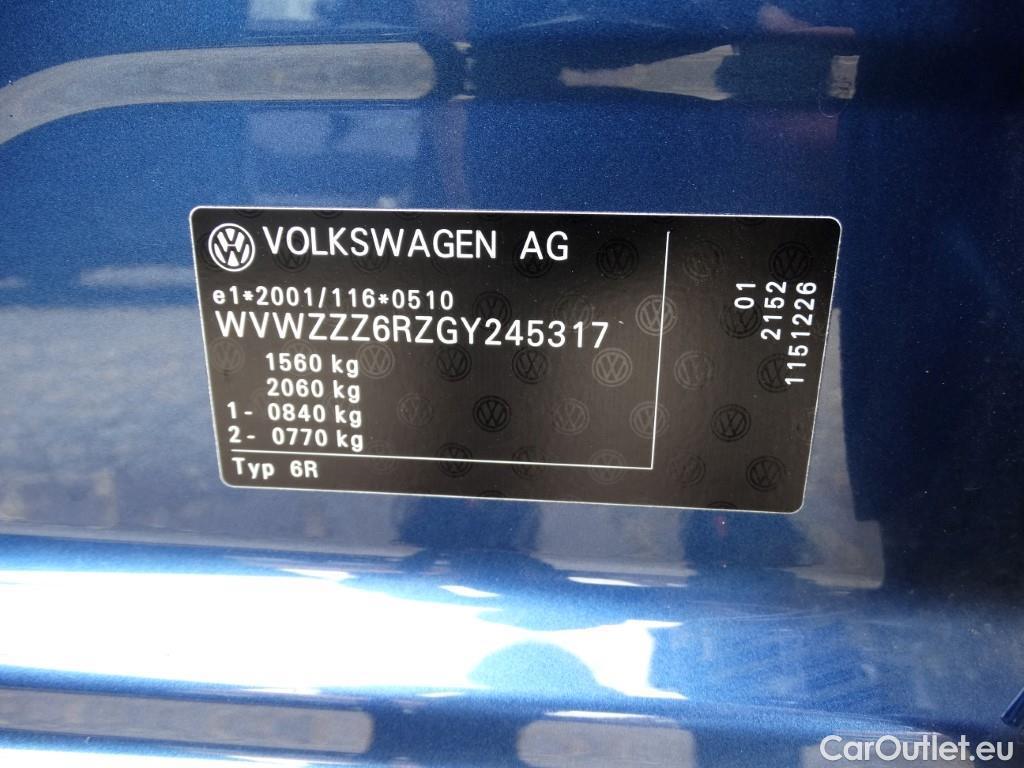 VOLKSWAGEN AG
e1*2001/116*0510
WVWZZZ6RZGY245317
1560 kg
2060 kg
1- 0840 kg
2- 0770 kg
Typ 6R
01
2152
1151226
CarOutlet.eu